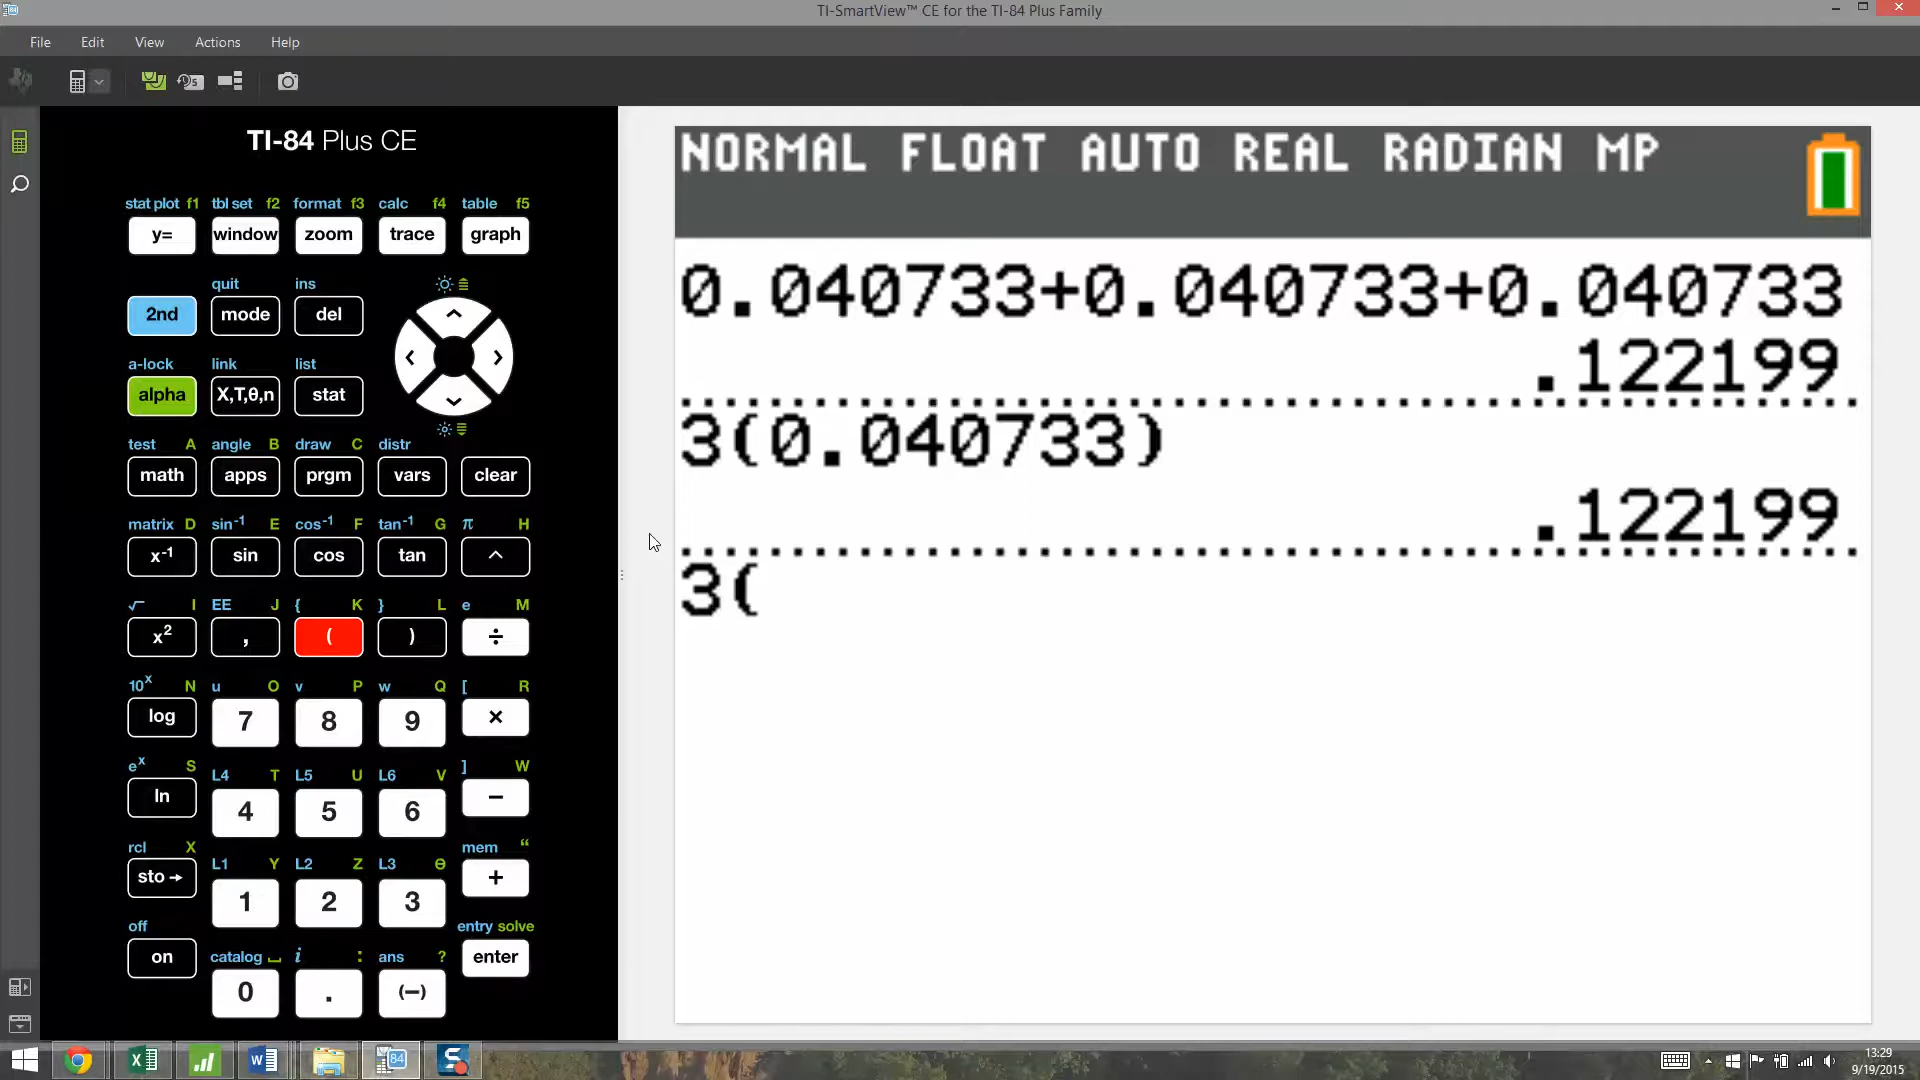 TI-SmartView™ CE for the TI-84 Plus Family
File Edit View Actions Help
TI-84 Plus CE
stat plot f1 tbl set f2 format f3 calc f4 table f5
y= window zoom trace graph
quit ins
2nd mode del
a-lock link list
alpha X,T,θ,n stat
test A angle B draw C distr
math apps prgm vars clear
matrix D sin-1 E cos-1 F tan-1 G π H
x-1 sin cos tan ^
√ I EE J { K } L e M
x2 , ( ) ÷
10x N u O v P w Q [ R
log 7 8 9 ×
ex S L4 T L5 U L6 V ] W
ln 4 5 6 −
rcl X L1 Y L2 Z L3 θ mem “
sto→ 1 2 3 +
off catalog ⎵ i : ans ? entry solve
on 0 . (−) enter
NORMAL FLOAT AUTO REAL RADIAN MP
0.040733+0.040733+0.040733
.122199
3(0.040733)
.122199
3(
84
13:29
9/19/2015